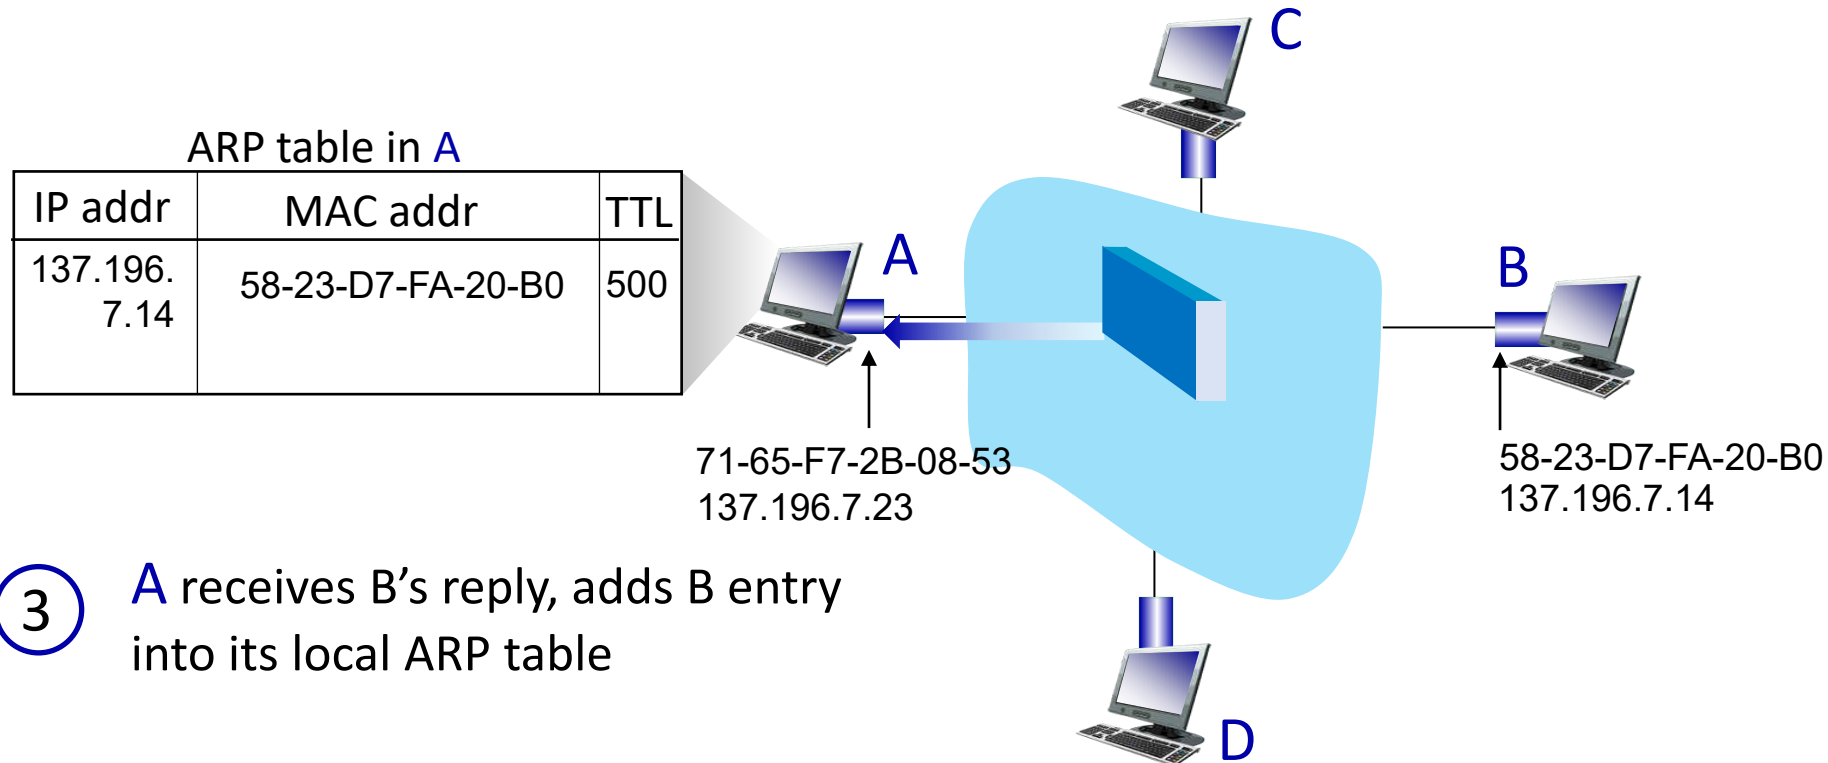 C
ARP table in A
IP addr MAC addr TTL
137.196.
7.14 58-23-D7-FA-20-B0 500
A
B
71-65-F7-2B-08-53
137.196.7.23
58-23-D7-FA-20-B0
137.196.7.14
3 A receives B’s reply, adds B entry
into its local ARP table
D